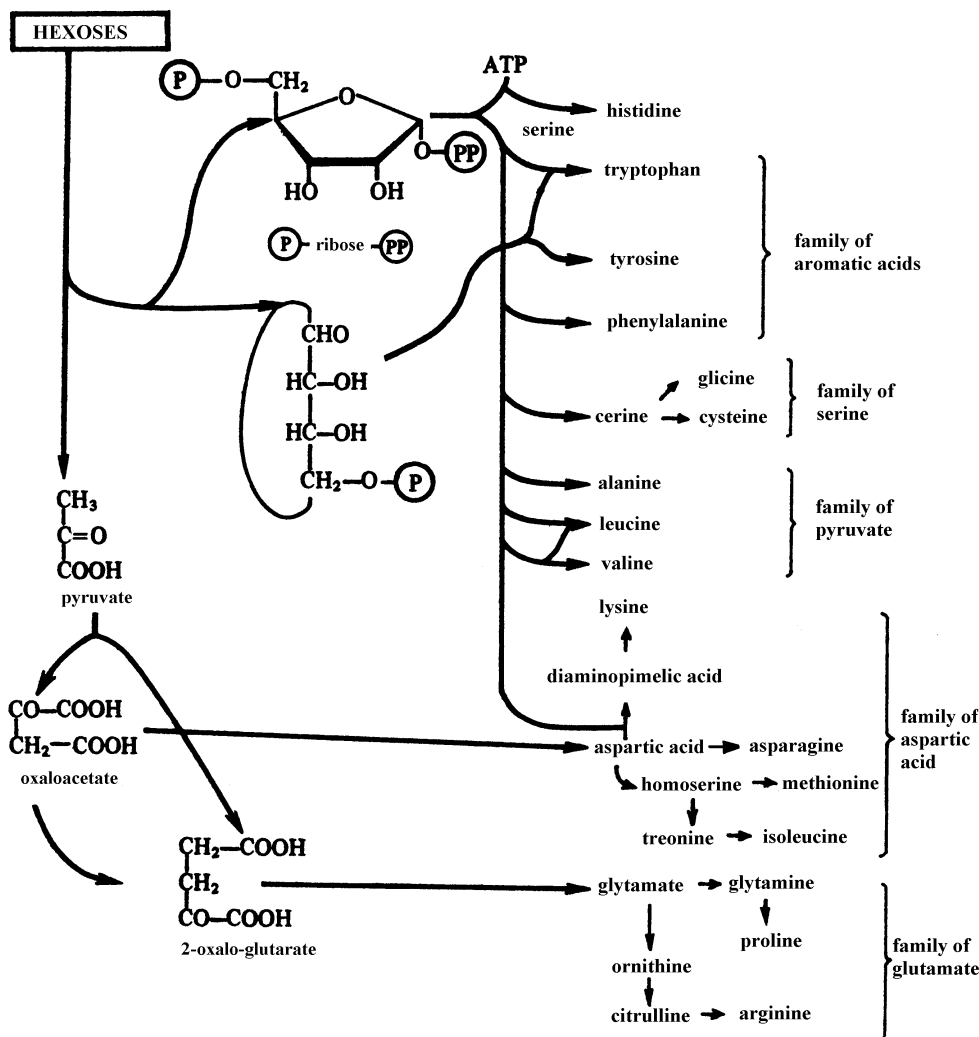 HEXOSES
ATP
P–O–CH₂
O
O–PP
HO OH
P – ribose – PP
histidine
serine
tryptophan
tyrosine
phenylalanine
family of
aromatic acids
CHO
HC–OH
HC–OH
CH₂–O–P
glicine
cerine
cysteine
family of
serine
alanine
leucine
valine
family of
pyruvate
CH₃
C=O
COOH
pyruvate
lysine
diaminopimelic acid
CO–COOH
CH₂–COOH
oxaloacetate
aspartic acid
asparagine
homoserine
methionine
treonine
isoleucine
family of
aspartic
acid
CH₂–COOH
CH₂
CO–COOH
2-oxalo-glutarate
glytamate
glytamine
proline
ornithine
citrulline
arginine
family of
glutamate